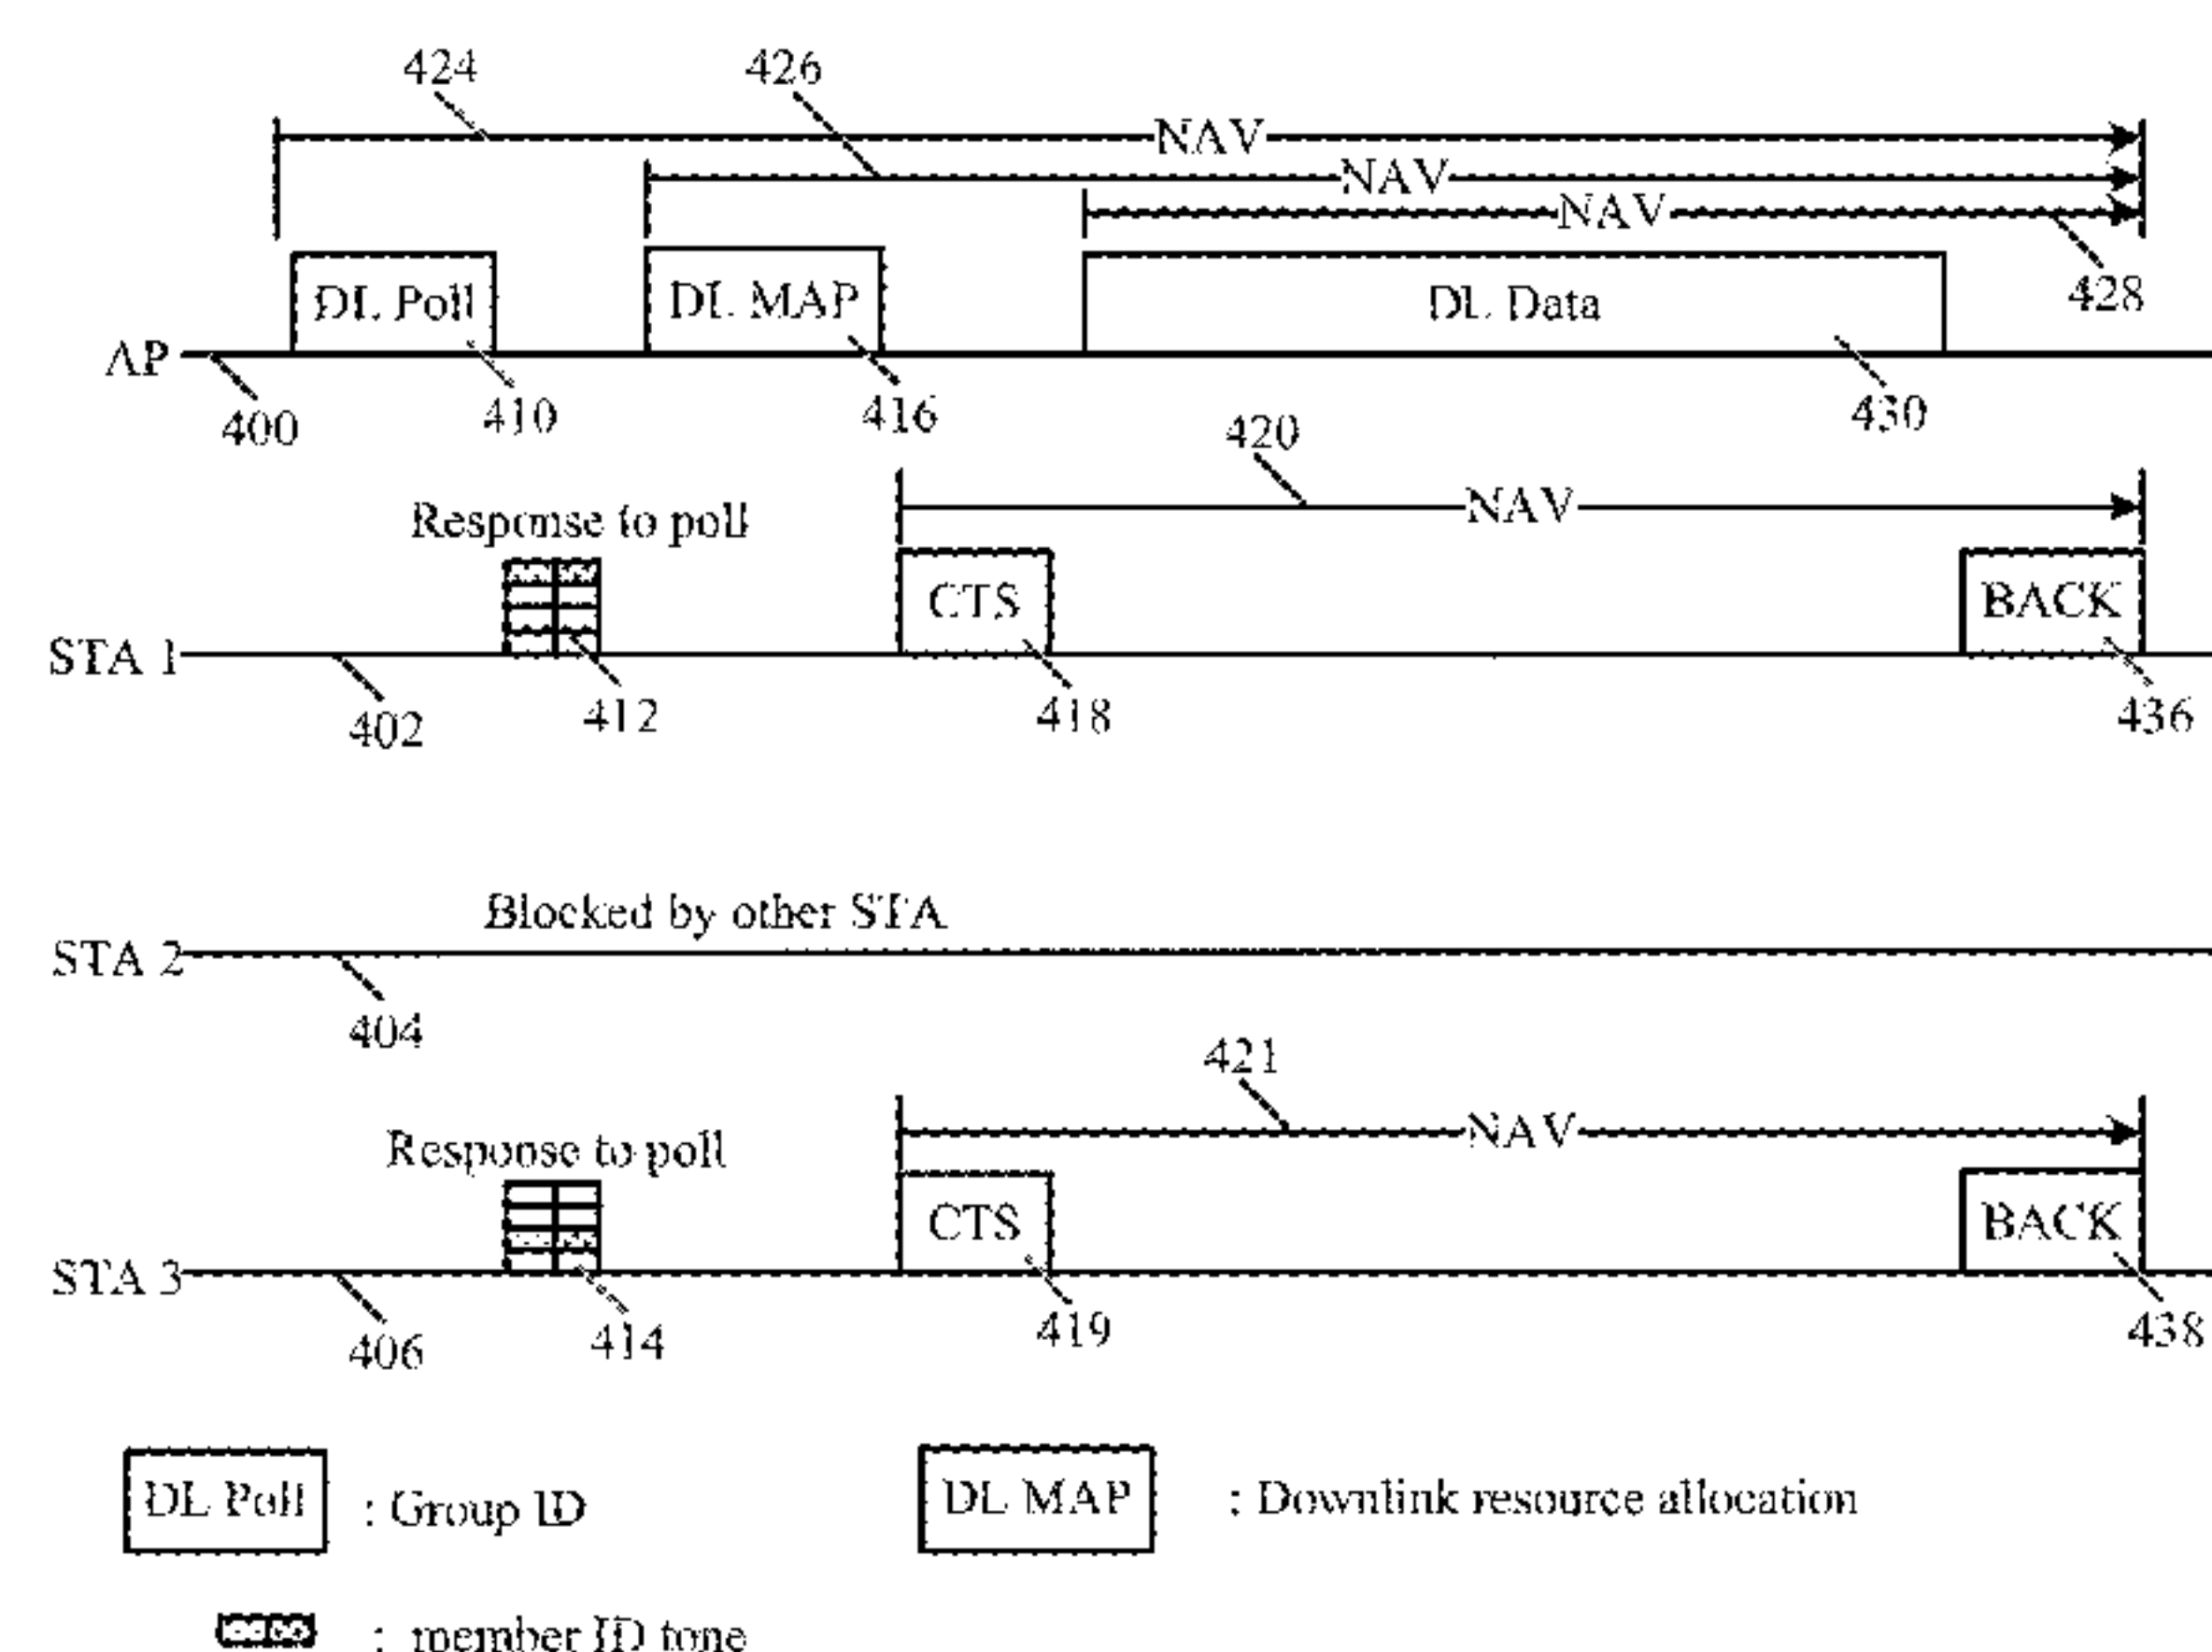 424
426
NAV
NAV
NAV
428
DL Poll
DL MAP
DL Data
AP
400
410
416
430
420
Response to poll
NAV
CTS
BACK
STA 1
402
412
418
436
Blocked by other STA
STA 2
404
421
Response to poll
NAV
CTS
BACK
STA 3
406
414
419
438
DL Poll : Group ID
DL MAP : Downlink resource allocation
: member ID tone